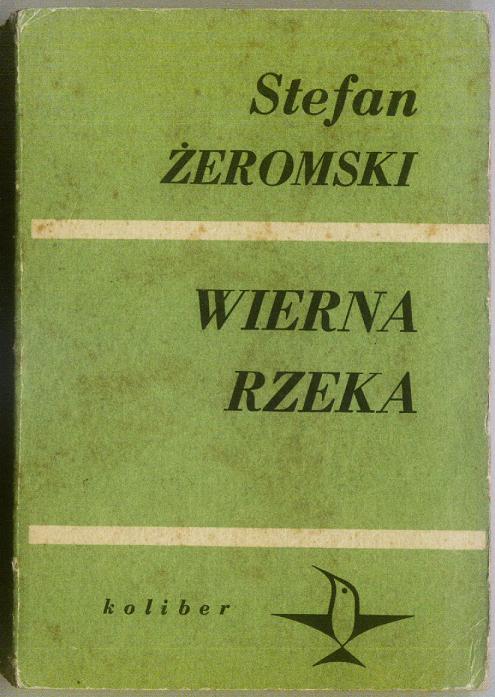 Stefan
ŻEROMSKI
WIERNA
RZEKA
koliber